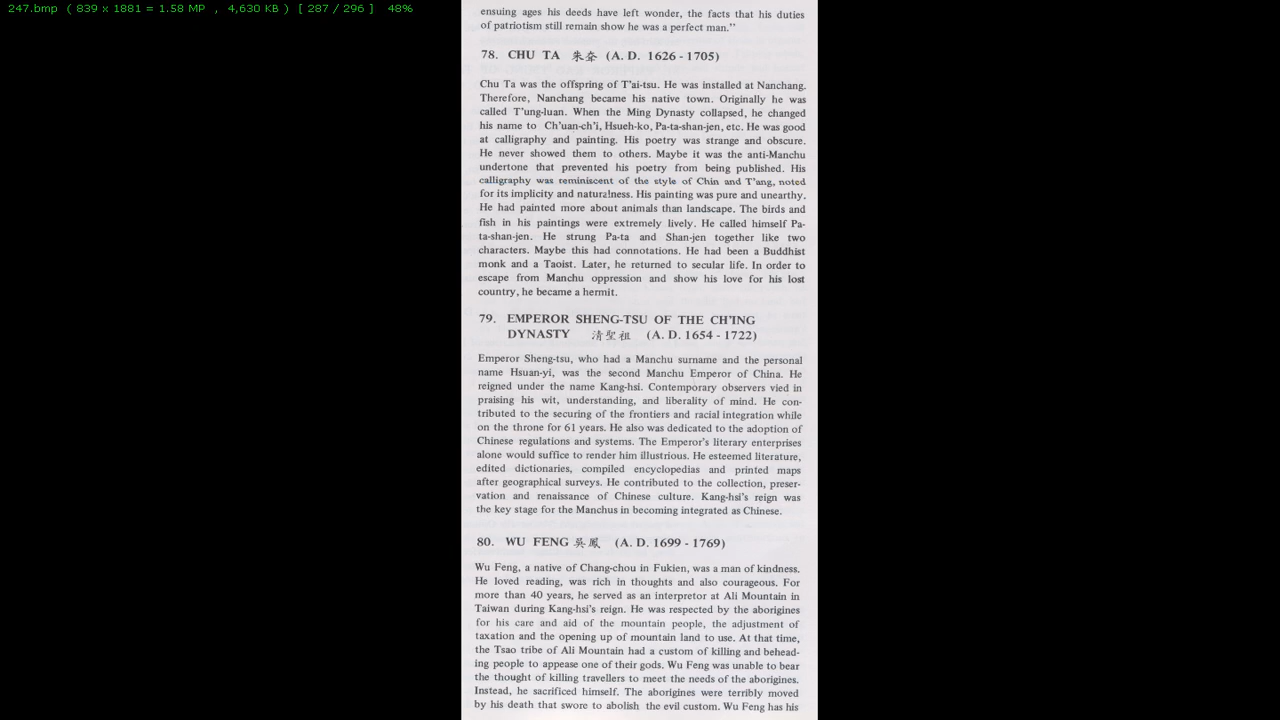 247.bmp ( 839 x 1881 = 1.58 MP , 4,630 KB ) [ 287 / 296 ] 48%
ensuing ages his deeds have left wonder, the facts that his duties
of patriotism still remain show he was a perfect man.”
78. CHU TA 朱耷 (A. D. 1626 - 1705)
Chu Ta was the offspring of T'ai-tsu. He was installed at Nanchang.
Therefore, Nanchang became his native town. Originally he was
called T'ung-luan. When the Ming Dynasty collapsed, he changed
his name to Ch'uan-ch'i, Hsueh-ko, Pa-ta-shan-jen, etc. He was good
at calligraphy and painting. His poetry was strange and obscure.
He never showed them to others. Maybe it was the anti-Manchu
undertone that prevented his poetry from being published. His
calligraphy was reminiscent of the style of Chin and T'ang, noted
for its implicity and naturalness. His painting was pure and unearthy.
He had painted more about animals than landscape. The birds and
fish in his paintings were extremely lively. He called himself Pa-
ta-shan-jen. He strung Pa-ta and Shan-jen together like two
characters. Maybe this had connotations. He had been a Buddhist
monk and a Taoist. Later, he returned to secular life. In order to
escape from Manchu oppression and show his love for his lost
country, he became a hermit.
79. EMPEROR SHENG-TSU OF THE CH'ING
DYNASTY 清聖祖 (A. D. 1654 - 1722)
Emperor Sheng-tsu, who had a Manchu surname and the personal
name Hsuan-yi, was the second Manchu Emperor of China. He
reigned under the name Kang-hsi. Contemporary observers vied in
praising his wit, understanding, and liberality of mind. He con-
tributed to the securing of the frontiers and racial integration while
on the throne for 61 years. He also was dedicated to the adoption of
Chinese regulations and systems. The Emperor's literary enterprises
alone would suffice to render him illustrious. He esteemed literature,
edited dictionaries, compiled encyclopedias and printed maps
after geographical surveys. He contributed to the collection, preser-
vation and renaissance of Chinese culture. Kang-hsi's reign was
the key stage for the Manchus in becoming integrated as Chinese.
80. WU FENG 吳鳳 (A. D. 1699 - 1769)
Wu Feng, a native of Chang-chou in Fukien, was a man of kindness.
He loved reading, was rich in thoughts and also courageous. For
more than 40 years, he served as an interpretor at Ali Mountain in
Taiwan during Kang-hsi's reign. He was respected by the aborigines
for his care and aid of the mountain people, the adjustment of
taxation and the opening up of mountain land to use. At that time,
the Tsao tribe of Ali Mountain had a custom of killing and behead-
ing people to appease one of their gods. Wu Feng was unable to bear
the thought of killing travellers to meet the needs of the aborigines.
Instead, he sacrificed himself. The aborigines were terribly moved
by his death that swore to abolish the evil custom. Wu Feng has his